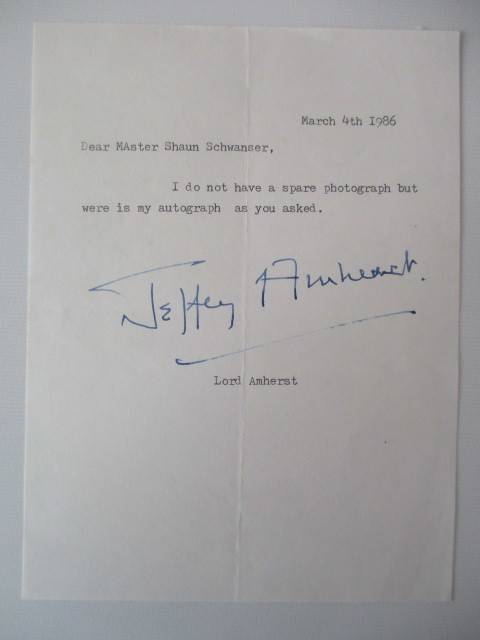 March 4th 1986
Dear MAster Shaun Schwanser,
I do not have a spare photograph but
were is my autograph as you asked.
Jeffery Amherst.
Lord Amherst